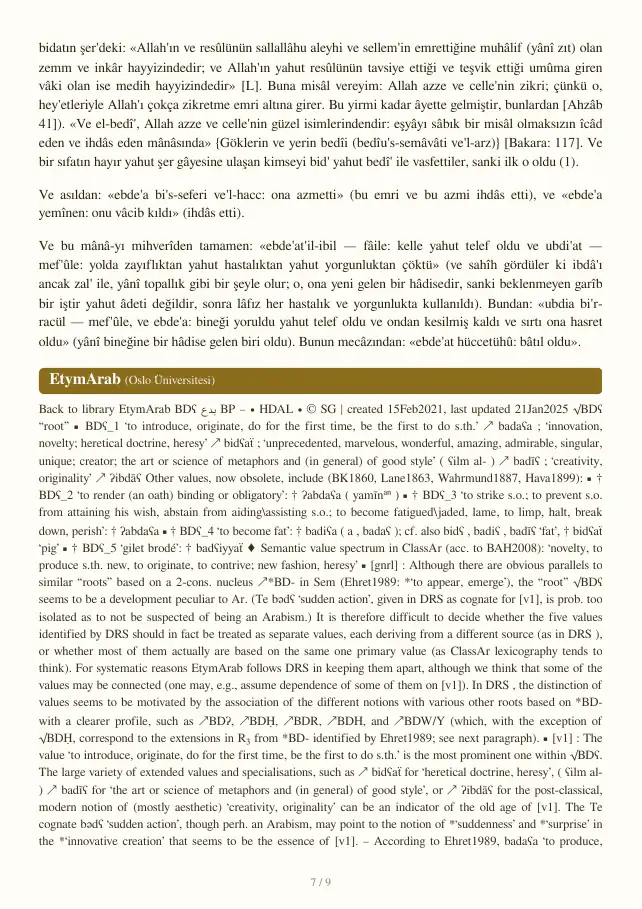 bidatın şer'deki: «Allah'ın ve resûlünün sallallâhu aleyhi ve sellem'in emrettiğine muhâlif (yânî zıt) olan
zemm ve inkâr hayyizindedir; ve Allah'ın yahut resûlünün tavsiye ettiği ve teşvik ettiği umûma giren
vâki olan ise medih hayyizindedir» [L]. Buna misâl vereyim: Allah azze ve celle'nin zikri; çünkü o,
hey'etleriyle Allah'ı çokça zikretme emri altına girer. Bu yirmi kadar âyette gelmiştir, bunlardan [Ahzâb
41]). «Ve el-bedî', Allah azze ve celle'nin güzel isimlerindendir: eşyâyı sâbık bir misâl olmaksızın îcâd
eden ve ihdâs eden mânâsında» {Göklerin ve yerin bedîi (bedîu's-semâvâti ve'l-arz)} [Bakara: 117]. Ve
bir sıfatın hayır yahut şer gâyesine ulaşan kimseyi bid' yahut bedî' ile vasfettiler, sanki ilk o oldu (1).
Ve asıldan: «ebde'a bi's-seferi ve'l-hacc: ona azmetti» (bu emri ve bu azmi ihdâs etti), ve «ebde'a
yemînen: onu vâcib kıldı» (ihdâs etti).
Ve bu mânâ-yı mihverîden tamamen: «ebde'at'il-ibil — fâile: kelle yahut telef oldu ve ubdi'at —
mef'ûle: yolda zayıflıktan yahut hastalıktan yahut yorgunluktan çöktü» (ve sahîh gördüler ki ibdâ'ı
ancak zal' ile, yânî topallık gibi bir şeyle olur; o, ona yeni gelen bir hâdisedir, sanki beklenmeyen garîb
bir iştir yahut âdeti değildir, sonra lâfız her hastalık ve yorgunlukta kullanıldı). Bundan: «ubdia bi'r-
racül — mef'ûle, ve ebde'a: bineği yoruldu yahut telef oldu ve ondan kesilmiş kaldı ve sırtı ona hasret
oldu» (yânî bineğine bir hâdise gelen biri oldu). Bunun mecâzından: «ebde'at hüccetühû: bâtıl oldu».
EtymArab (Oslo Üniversitesi)
Back to library EtymArab BDʕ بدع BP – • HDAL • © SG | created 15Feb2021, last updated 21Jan2025 √BDʕ
“root” ▪ BDʕ_1 ‘to introduce, originate, do for the first time, be the first to do s.th.’ ↗ badaʕa ; ‘innovation,
novelty; heretical doctrine, heresy’ ↗ bidʕaẗ ; ‘unprecedented, marvelous, wonderful, amazing, admirable, singular,
unique; creator; the art or science of metaphors and (in general) of good style’ ( ʕilm al- ) ↗ badīʕ ; ‘creativity,
originality’ ↗ ʔibdāʕ Other values, now obsolete, include (BK1860, Lane1863, Wahrmund1887, Hava1899): ▪ †
BDʕ_2 ‘to render (an oath) binding or obligatory’: † ʔabdaʕa ( yamīnᵃⁿ ) ▪ † BDʕ_3 ‘to strike s.o.; to prevent s.o.
from attaining his wish, abstain from aiding\assisting s.o.; to become fatigued\jaded, lame, to limp, halt, break
down, perish’: † ʔabdaʕa ▪ † BDʕ_4 ‘to become fat’: † badiʕa ( a , badaʕ ); cf. also bidʕ , badiʕ , badīʕ ‘fat’, † bidʕaẗ
‘pig’ ▪ † BDʕ_5 ‘gilet brodé’: † badʕiyyaẗ ♦ Semantic value spectrum in ClassAr (acc. to BAH2008): ‘novelty, to
produce s.th. new, to originate, to contrive; new fashion, heresy’ ▪ [gnrl] : Although there are obvious parallels to
similar “roots” based on a 2-cons. nucleus ↗*BD- in Sem (Ehret1989: *‘to appear, emerge’), the “root” √BDʕ
seems to be a development peculiar to Ar. (Te bədʕ ‘sudden action’, given in DRS as cognate for [v1], is prob. too
isolated as to not be suspected of being an Arabism.) It is therefore difficult to decide whether the five values
identified by DRS should in fact be treated as separate values, each deriving from a different source (as in DRS ),
or whether most of them actually are based on the same one primary value (as ClassAr lexicography tends to
think). For systematic reasons EtymArab follows DRS in keeping them apart, although we think that some of the
values may be connected (one may, e.g., assume dependence of some of them on [v1]). In DRS , the distinction of
values seems to be motivated by the association of the different notions with various other roots based on *BD-
with a clearer profile, such as ↗BDʔ, ↗BDḤ, ↗BDR, ↗BDH, and ↗BDW/Y (which, with the exception of
√BDḤ, correspond to the extensions in R₃ from *BD- identified by Ehret1989; see next paragraph). ▪ [v1] : The
value ‘to introduce, originate, do for the first time, be the first to do s.th.’ is the most prominent one within √BDʕ.
The large variety of extended values and specialisations, such as ↗ bidʕaẗ for ‘heretical doctrine, heresy’, ( ʕilm al-
) ↗ badīʕ for ‘the art or science of metaphors and (in general) of good style’, or ↗ ʔibdāʕ for the post-classical,
modern notion of (mostly aesthetic) ‘creativity, originality’ can be an indicator of the old age of [v1]. The Te
cognate bədʕ ‘sudden action’, though perh. an Arabism, may point to the notion of *‘suddenness’ and *‘surprise’ in
the *‘innovative creation’ that seems to be the essence of [v1]. – According to Ehret1989, badaʕa ‘to produce,
7 / 9